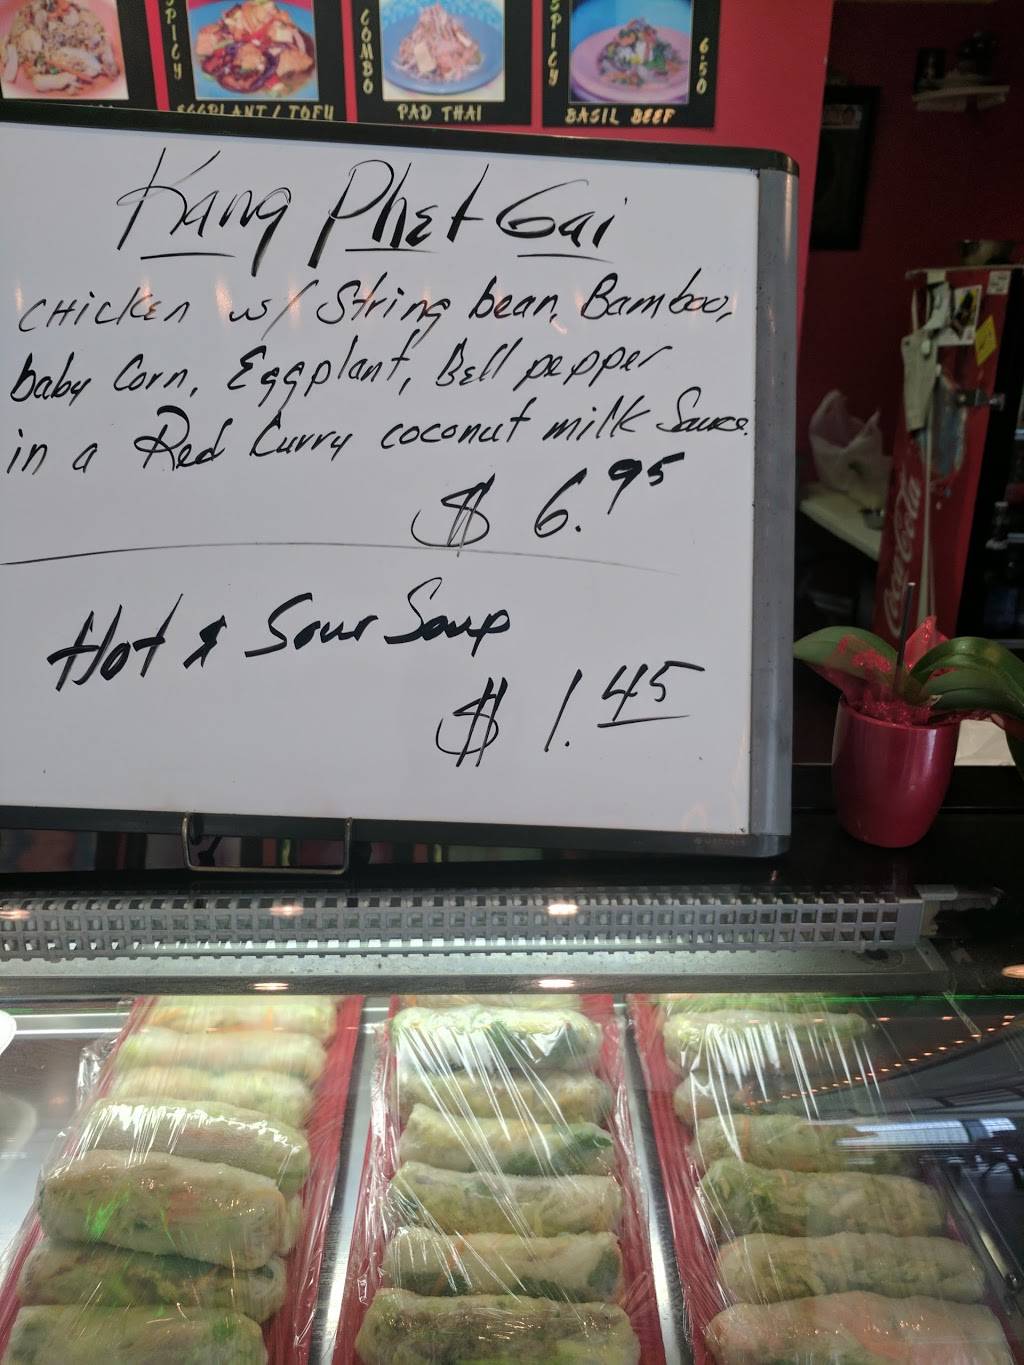 SPICY
EGGPLANT / TOFU
COMBO
PAD THAI
SPICY
6.50
BASIL BEEF
Kang Phet Gai
CHicken w/ String bean, Bamboo,
baby Corn, Eggplant, Bell pepper
in a Red Curry coconut milk Sauce.
$ 6.95
Hot & Sour Soup
$ 1.45
Coca-Cola